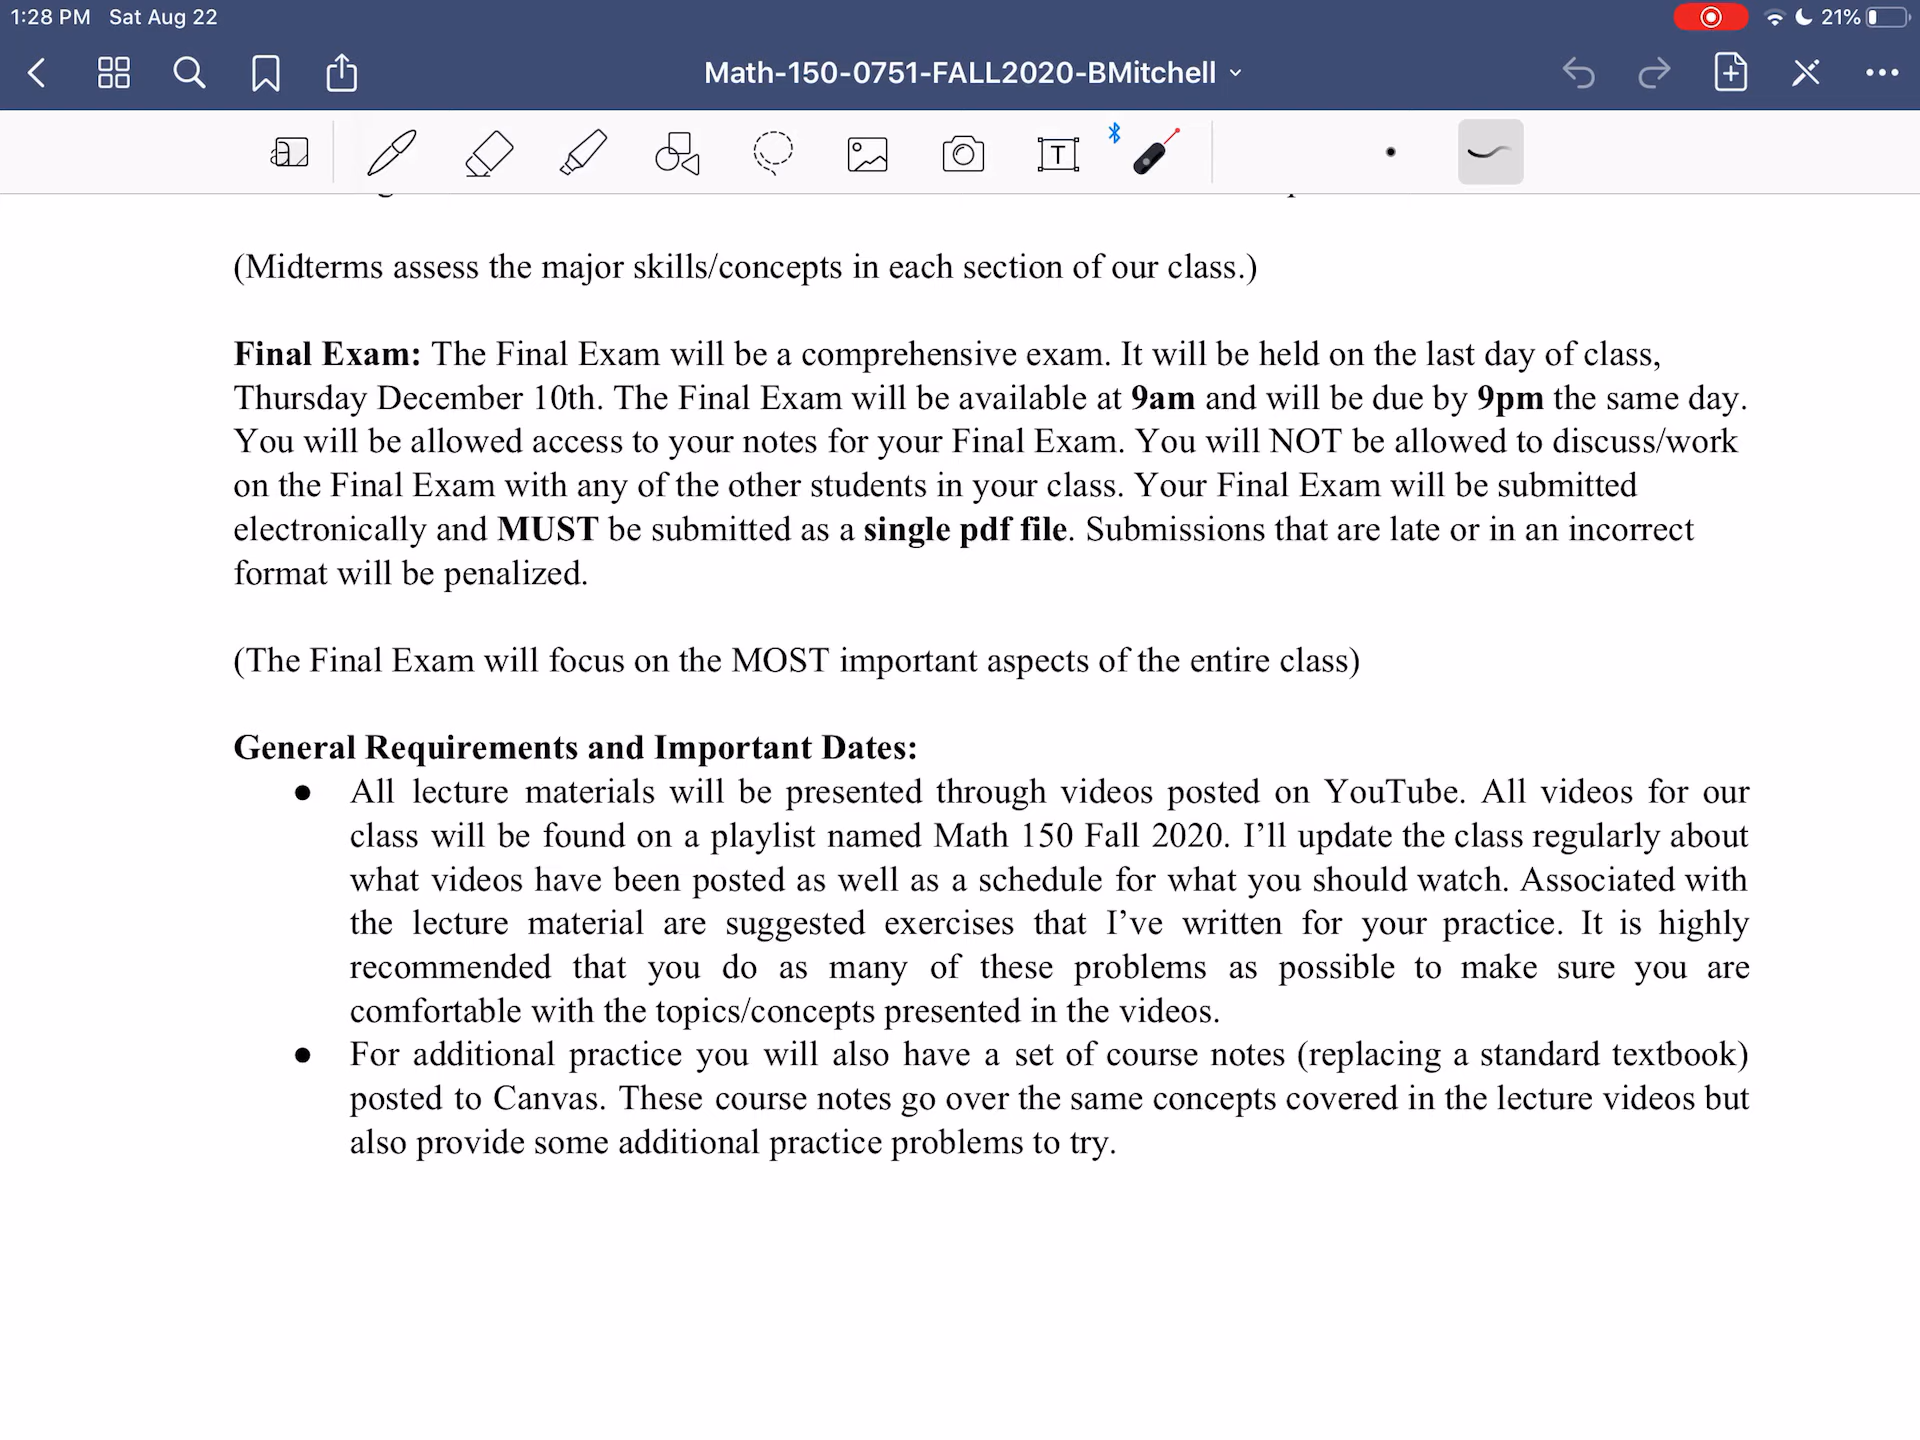 1:28 PM Sat Aug 22
21%
Math-150-0751-FALL2020-BMitchell
(Midterms assess the major skills/concepts in each section of our class.)
Final Exam: The Final Exam will be a comprehensive exam. It will be held on the last day of class,
Thursday December 10th. The Final Exam will be available at 9am and will be due by 9pm the same day.
You will be allowed access to your notes for your Final Exam. You will NOT be allowed to discuss/work
on the Final Exam with any of the other students in your class. Your Final Exam will be submitted
electronically and MUST be submitted as a single pdf file. Submissions that are late or in an incorrect
format will be penalized.
(The Final Exam will focus on the MOST important aspects of the entire class)
General Requirements and Important Dates:
● All lecture materials will be presented through videos posted on YouTube. All videos for our
class will be found on a playlist named Math 150 Fall 2020. I’ll update the class regularly about
what videos have been posted as well as a schedule for what you should watch. Associated with
the lecture material are suggested exercises that I’ve written for your practice. It is highly
recommended that you do as many of these problems as possible to make sure you are
comfortable with the topics/concepts presented in the videos.
● For additional practice you will also have a set of course notes (replacing a standard textbook)
posted to Canvas. These course notes go over the same concepts covered in the lecture videos but
also provide some additional practice problems to try.